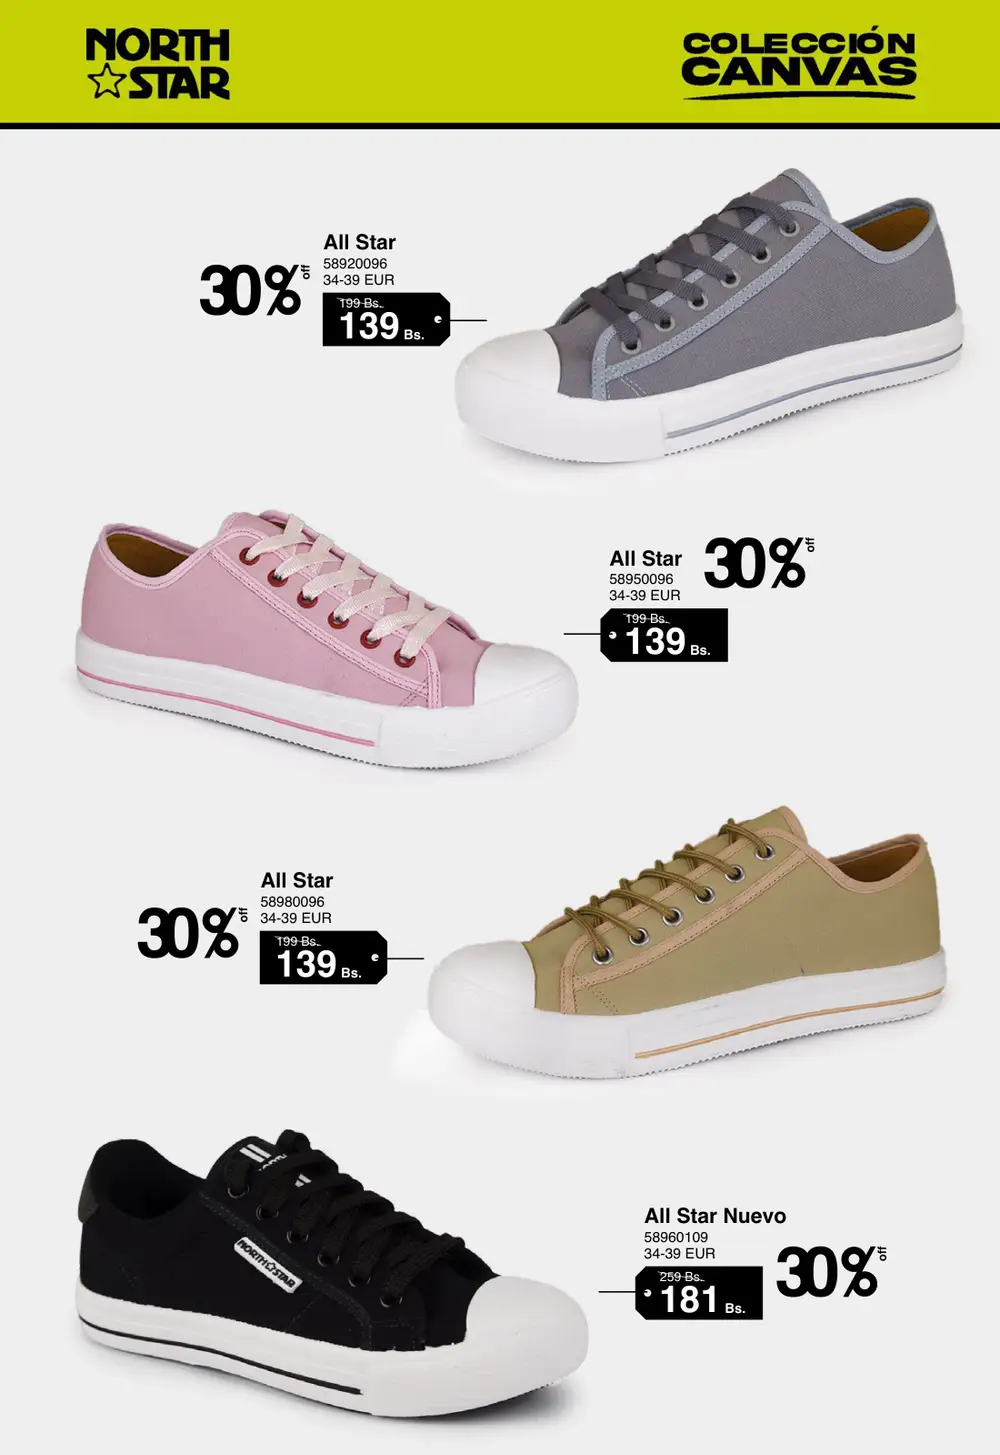 NORTH
STAR
COLECCIÓN
CANVAS
All Star
58920096
34-39 EUR
199 Bs.
139 Bs.
30% off
All Star
58950096
34-39 EUR
199 Bs.
139 Bs.
30% off
All Star
58980096
34-39 EUR
199 Bs.
139 Bs.
30% off
NORTH STAR
All Star Nuevo
58960109
34-39 EUR
259 Bs.
181 Bs.
30% off